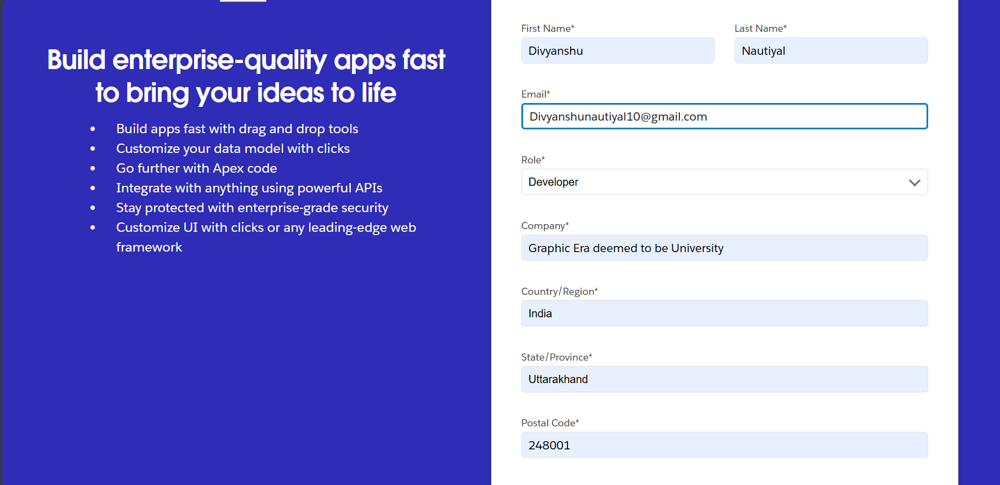 Build enterprise-quality apps fast
to bring your ideas to life
• Build apps fast with drag and drop tools
• Customize your data model with clicks
• Go further with Apex code
• Integrate with anything using powerful APIs
• Stay protected with enterprise-grade security
• Customize UI with clicks or any leading-edge web
framework
First Name* Last Name*
Divyanshu Nautiyal
Email*
Divyanshunautiyal10@gmail.com
Role*
Developer
Company*
Graphic Era deemed to be University
Country/Region*
India
State/Province*
Uttarakhand
Postal Code*
248001